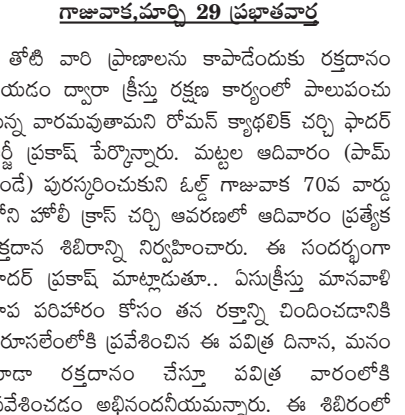 గాజువాక,మార్చి 29 ప్రభాతవార్త
తోటి వారి ప్రాణాలను కాపాడేందుకు రక్తదానం
యడం ద్వారా క్రీస్తు రక్షణ కార్యంలో పాలుపంచు
న్న వారమవుతామని రోమన్ క్యాథలిక్ చర్చి ఫాదర్
ర్జీ ప్రకాష్ పేర్కొన్నారు. మట్టల ఆదివారం (పామ్
ండే) పురస్కరించుకుని ఓల్డ్ గాజువాక 70వ వార్డు
ోని హోలీ క్రాస్ చర్చి ఆవరణలో ఆదివారం ప్రత్యేక
క్తదాన శిబిరాన్ని నిర్వహించారు. ఈ సందర్భంగా
ాదర్ ప్రకాష్ మాట్లాడుతూ.. ఏసుక్రీస్తు మానవాళి
ాప పరిహారం కోసం తన రక్తాన్ని చిందించడానికి
రూసలేంలోకి ప్రవేశించిన ఈ పవిత్ర దినాన, మనం
ూడా రక్తదానం చేస్తూ పవిత్ర వారంలోకి
్రవేశించడం అభినందనీయమన్నారు. ఈ శిబిరంలో